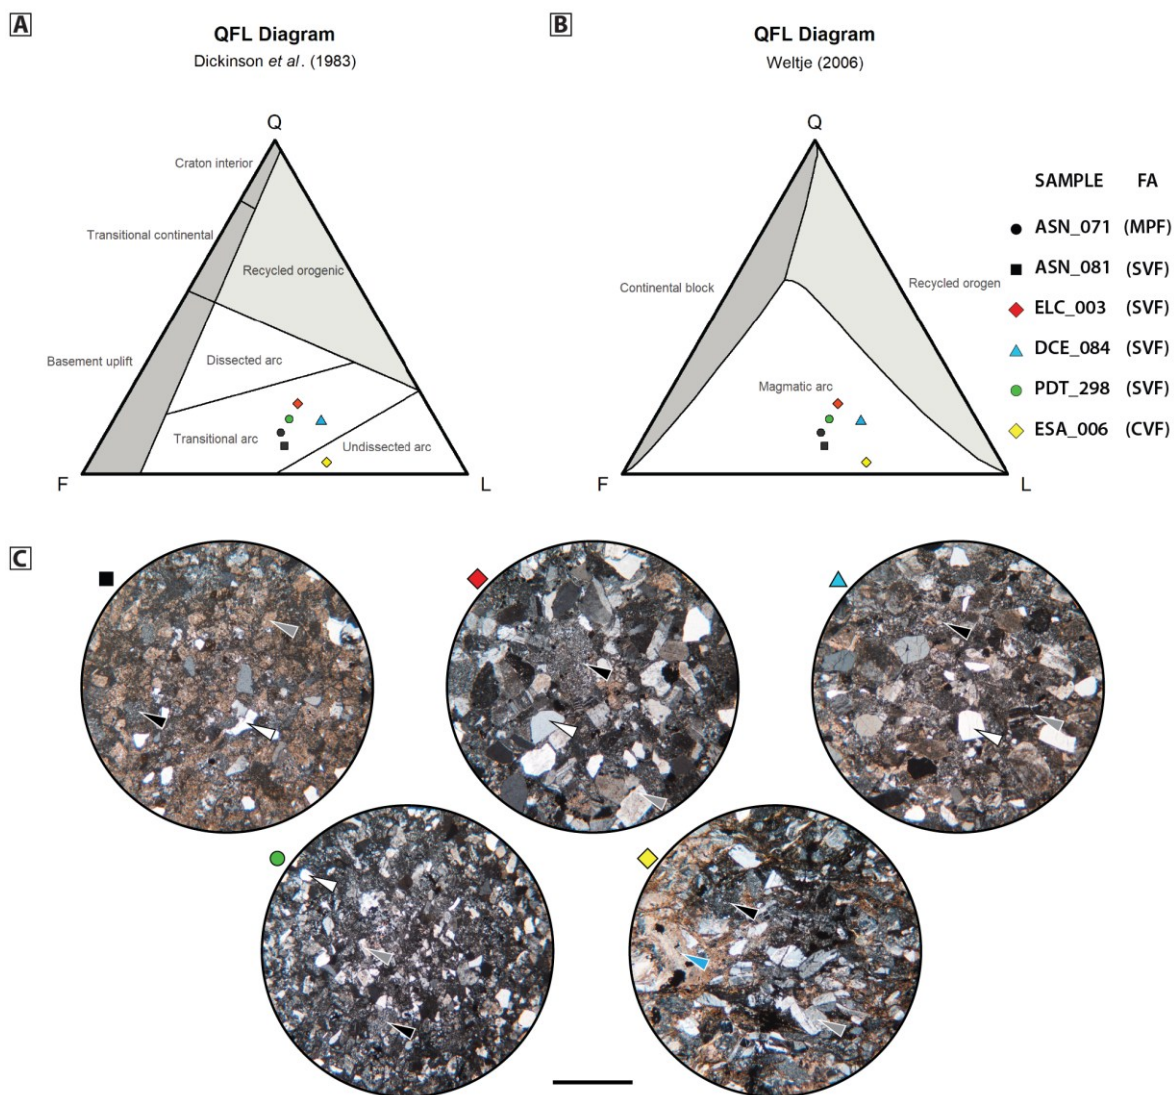 A
QFL Diagram
Dickinson et al. (1983)
Q
Craton interior
Transitional continental
Recycled orogenic
Basement uplift
Dissected arc
Transitional arc
Undissected arc
F
L
B
QFL Diagram
Weltje (2006)
Q
Continental block
Recycled orogen
Magmatic arc
F
L
SAMPLE FA
ASN_071 (MPF)
ASN_081 (SVF)
ELC_003 (SVF)
DCE_084 (SVF)
PDT_298 (SVF)
ESA_006 (CVF)
C